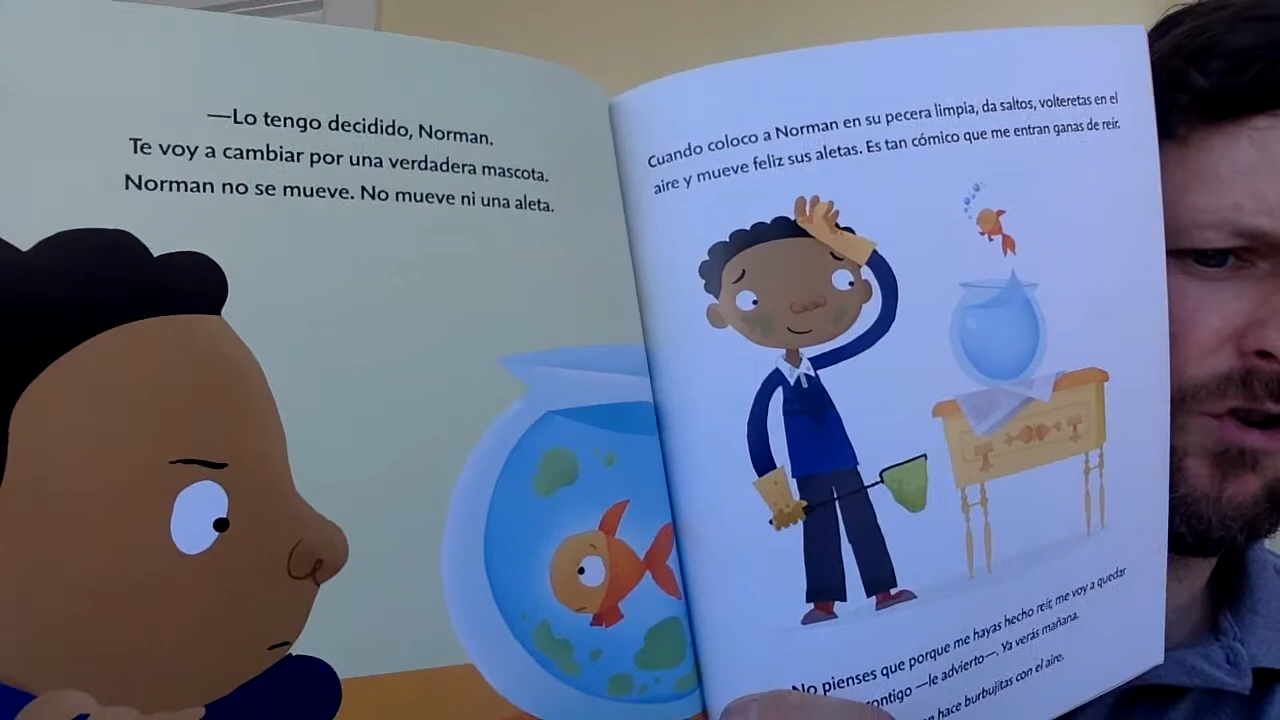 —Lo tengo decidido, Norman.
Te voy a cambiar por una verdadera mascota.
Norman no se mueve. No mueve ni una aleta.
Cuando coloco a Norman en su pecera limpia, da saltos, volteretas en el
aire y mueve feliz sus aletas. Es tan cómico que me entran ganas de reír.
No pienses que porque me hayas hecho reír, me voy a quedar
contigo —le advierto—. Ya verás mañana.
hace burbujitas con el aire.